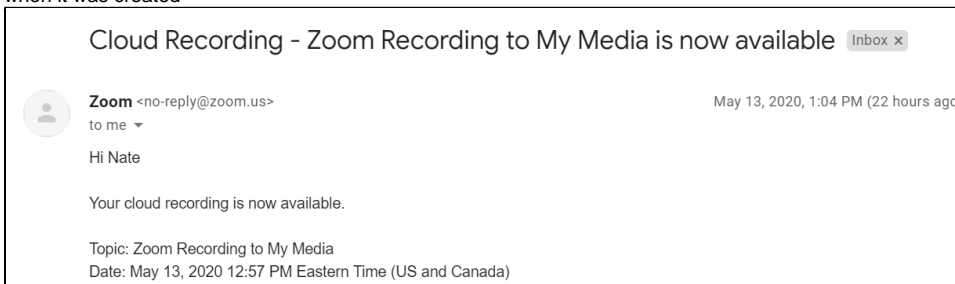 when it was created
Cloud Recording - Zoom Recording to My Media is now available Inbox x
Zoom <no-reply@zoom.us> May 13, 2020, 1:04 PM (22 hours ago
to me
Hi Nate
Your cloud recording is now available.
Topic: Zoom Recording to My Media
Date: May 13, 2020 12:57 PM Eastern Time (US and Canada)